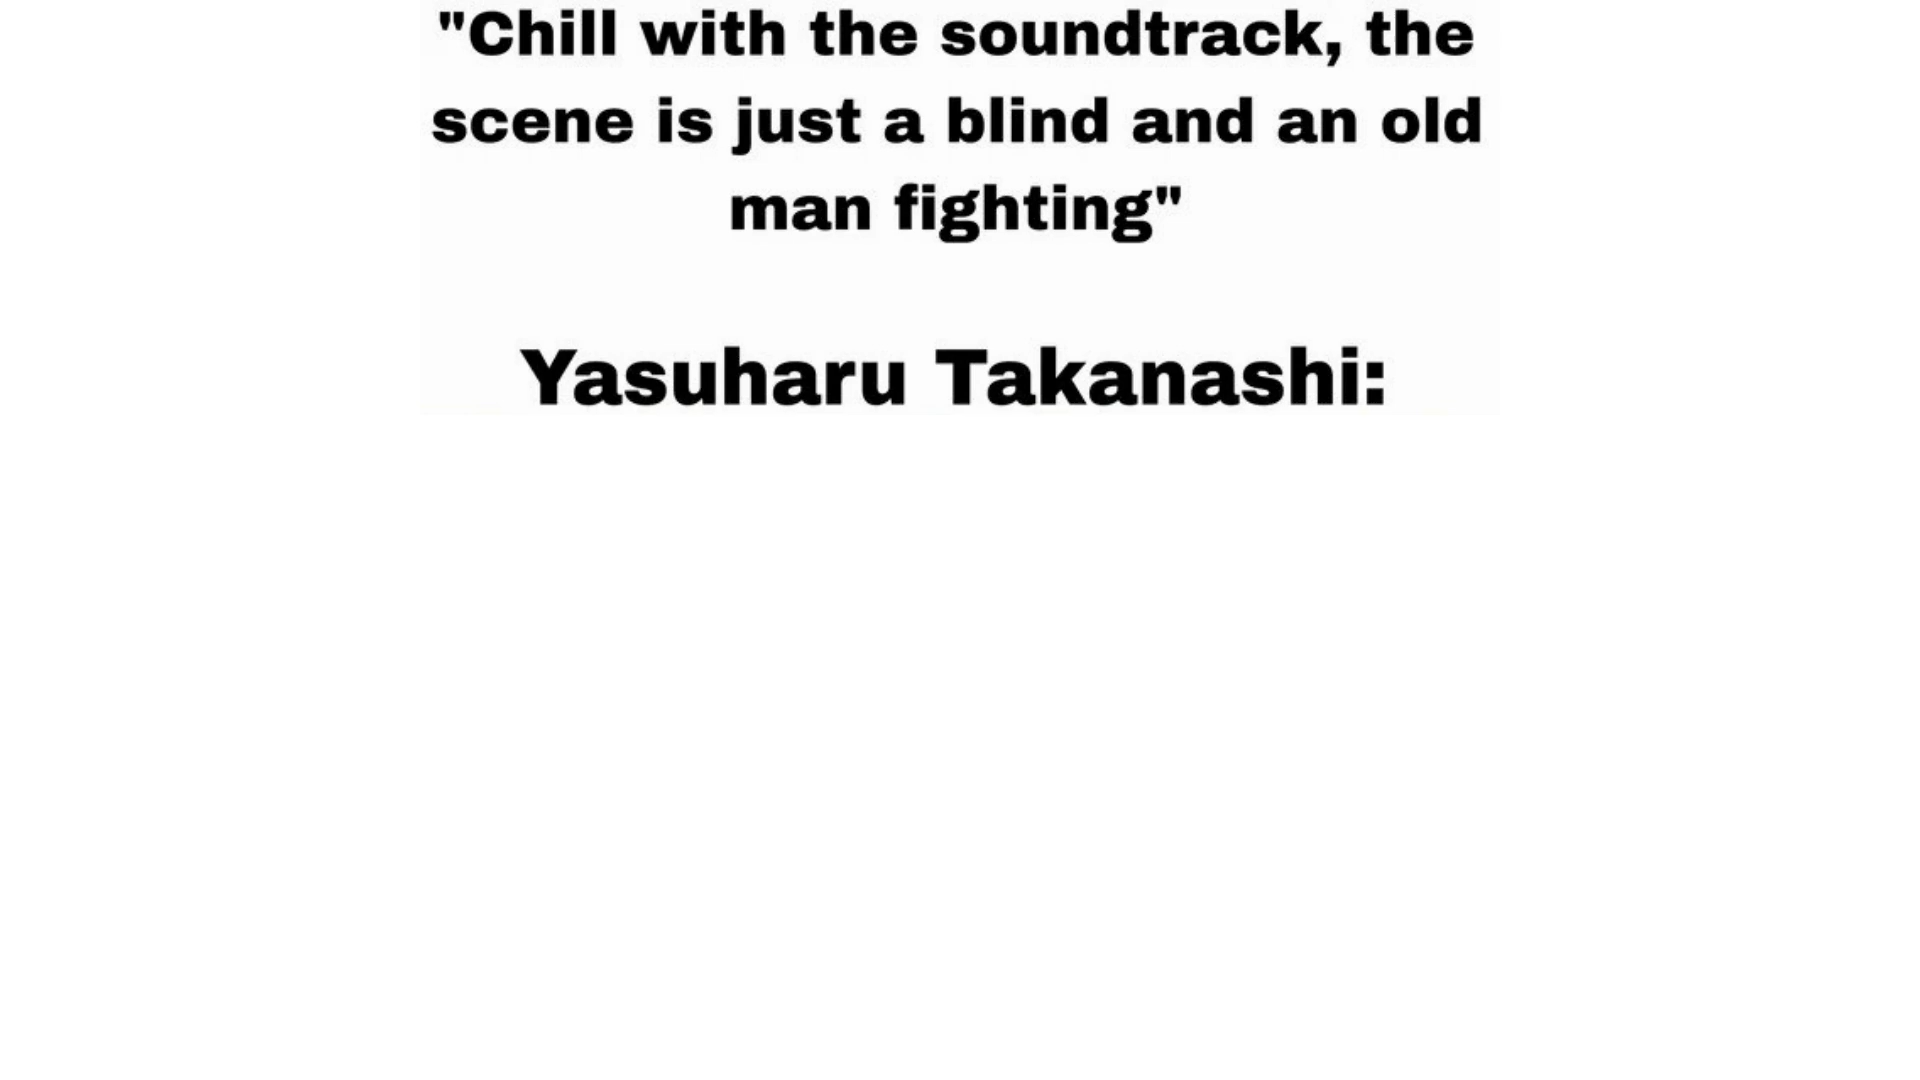 "Chill with the soundtrack, the
scene is just a blind and an old
man fighting"
Yasuharu Takanashi: